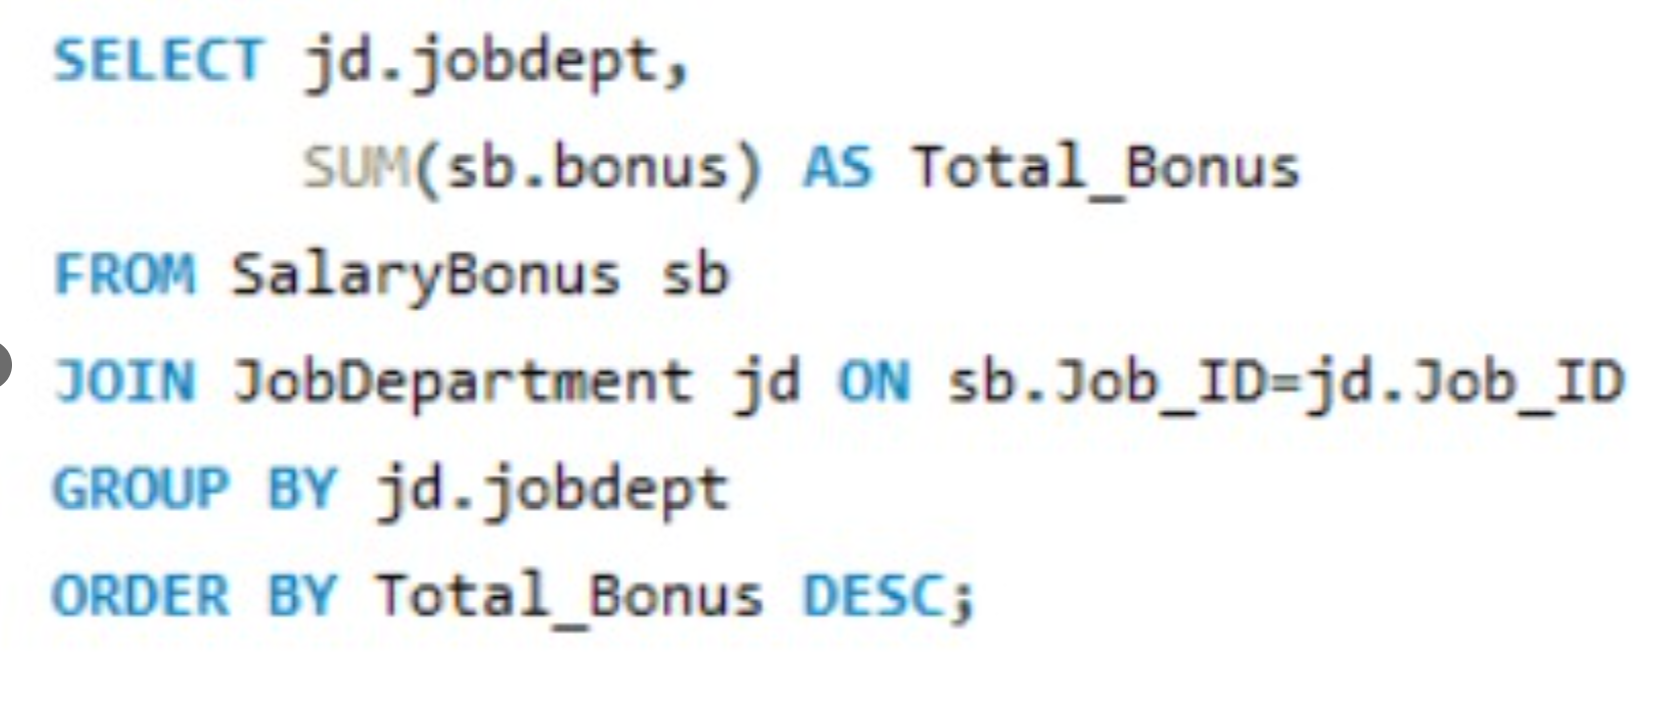 SELECT jd.jobdept,
SUM(sb.bonus) AS Total_Bonus
FROM SalaryBonus sb
JOIN JobDepartment jd ON sb.Job_ID=jd.Job_ID
GROUP BY jd.jobdept
ORDER BY Total_Bonus DESC;